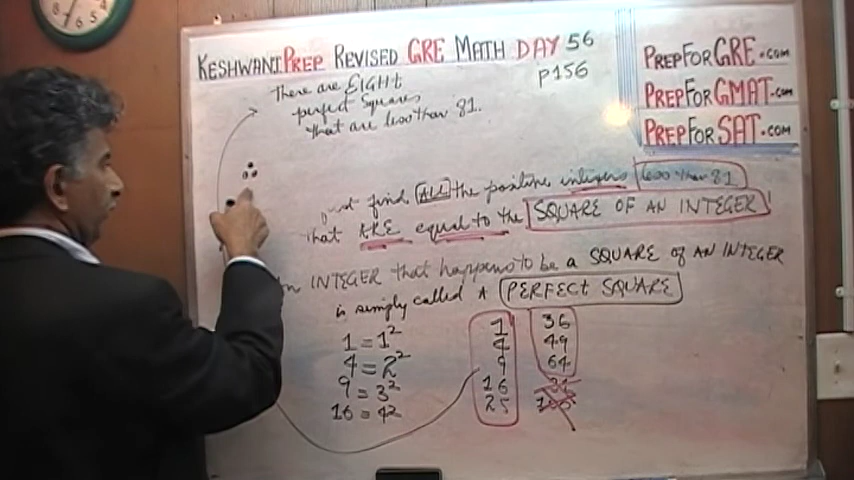 KESHWANIPREP REVISED GRE MATH DAY 56
p156
PREPFORGRE.com
PREPFORGMAT.com
PREPFORSAT.com
There are EIGHT
perfect Squares
that are less than 81.
Just find ALL the positive integers less than 81
that ARE equal to the SQUARE OF AN INTEGER
INTEGER that happens to be a SQUARE OF AN INTEGER
is simply called A PERFECT SQUARE
1 = 1²
4 = 2²
9 = 3²
16 = 4²
1
4
9
16
25
36
49
64
81
100